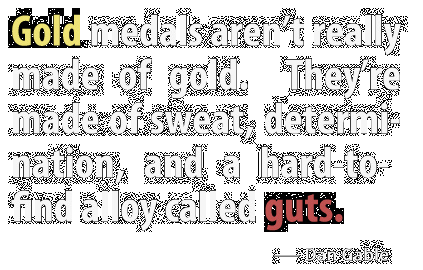 Gold medals aren't really
made of gold. They're
made of sweat, determi-
nation, and a hard-to-
find alloy called guts.
— Dan Gable